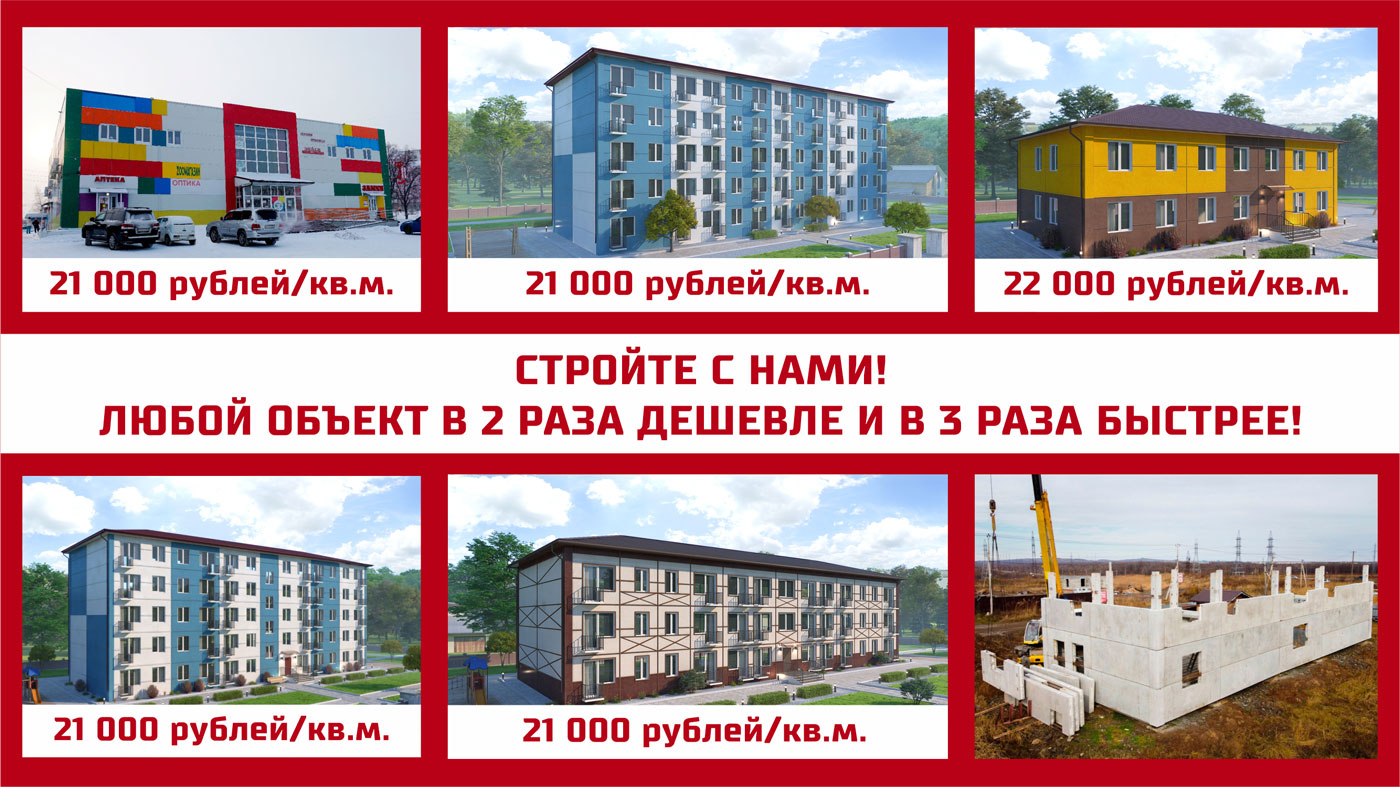 ZOOМАГАЗИН
АПТЕКА
ОПТИКА
21 000 рублей/кв.м.
21 000 рублей/кв.м.
22 000 рублей/кв.м.
СТРОЙТЕ С НАМИ!
ЛЮБОЙ ОБЪЕКТ В 2 РАЗА ДЕШЕВЛЕ И В 3 РАЗА БЫСТРЕЕ!
21 000 рублей/кв.м.
21 000 рублей/кв.м.